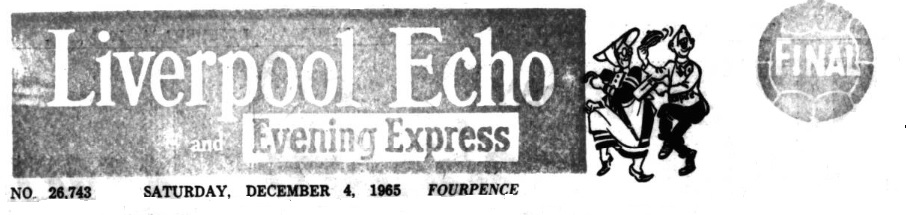 Liverpool Echo
and Evening Express
FINAL
NO. 26,743 SATURDAY, DECEMBER 4, 1965 FOURPENCE